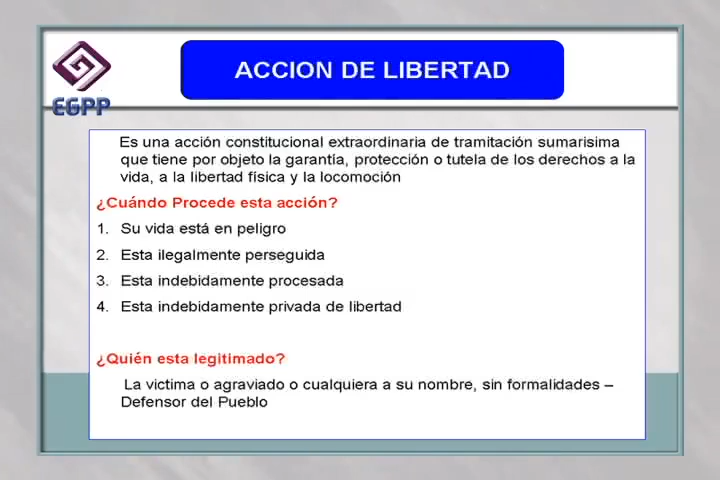 ACCION DE LIBERTAD
EGPP
Es una acción constitucional extraordinaria de tramitación sumarisima
que tiene por objeto la garantía, protección o tutela de los derechos a la
vida, a la libertad física y la locomoción
¿Cuándo Procede esta acción?
1. Su vida está en peligro
2. Esta ilegalmente perseguida
3. Esta indebidamente procesada
4. Esta indebidamente privada de libertad
¿Quién esta legitimado?
La victima o agraviado o cualquiera a su nombre, sin formalidades –
Defensor del Pueblo